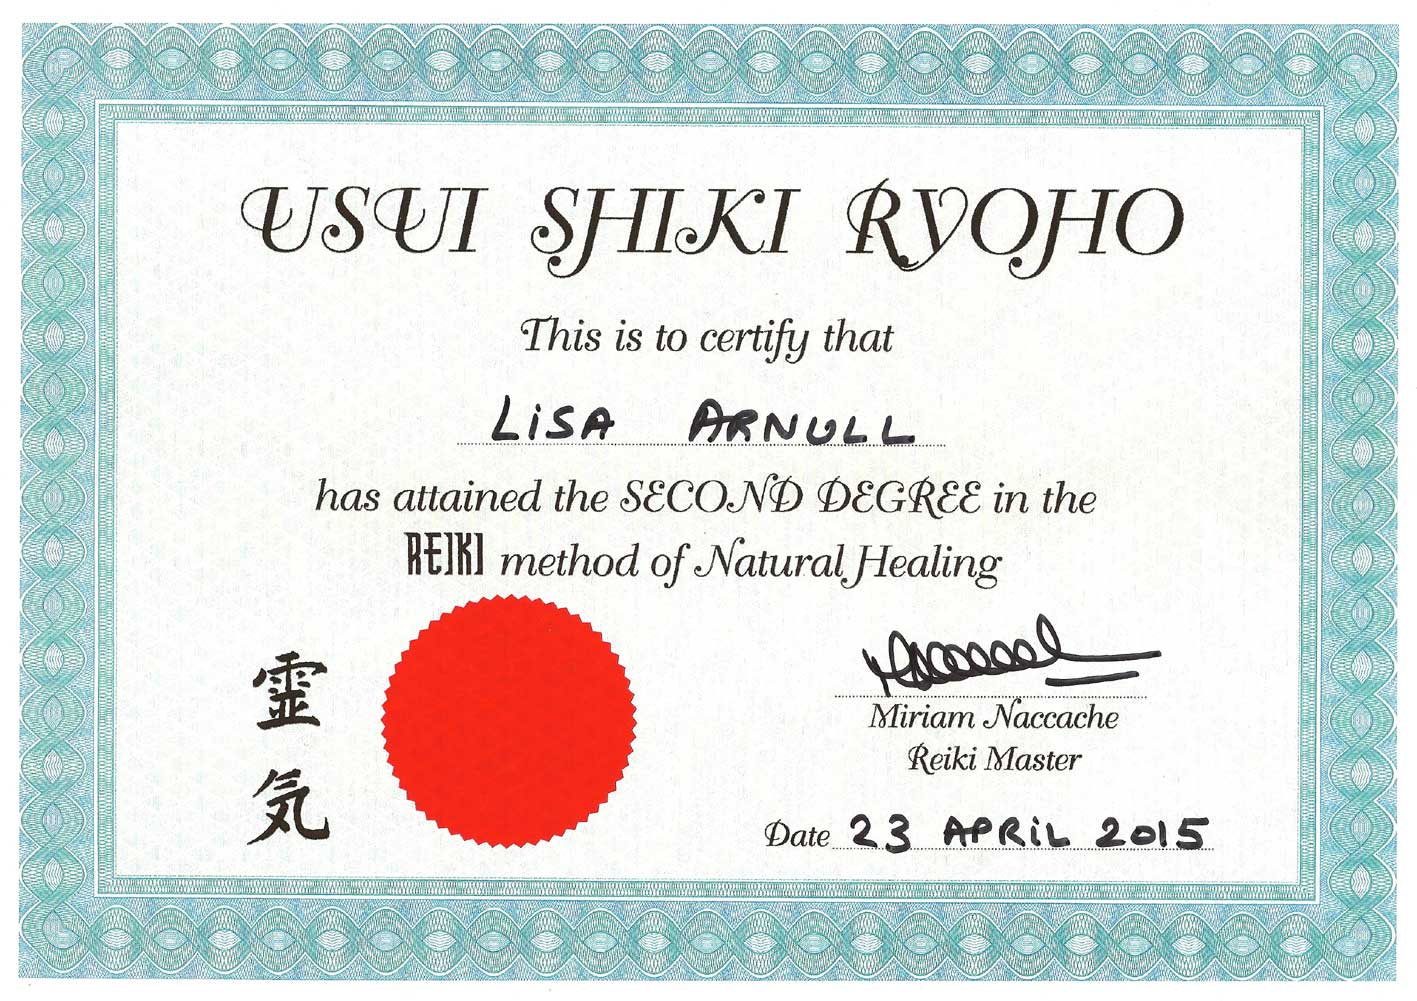 USUI SHIKI RYOHO
This is to certify that
LiSA ARNULL
has attained the SECOND DEGREE in the
REIKI method of Natural Healing
霊
気
Miriam Naccache
Reiki Master
Date 23 APRiL 2015